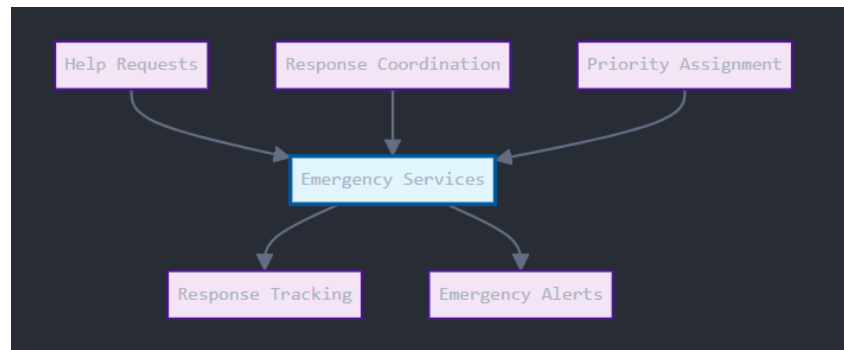 Help Requests
Response Coordination
Priority Assignment
Emergency Services
Response Tracking
Emergency Alerts